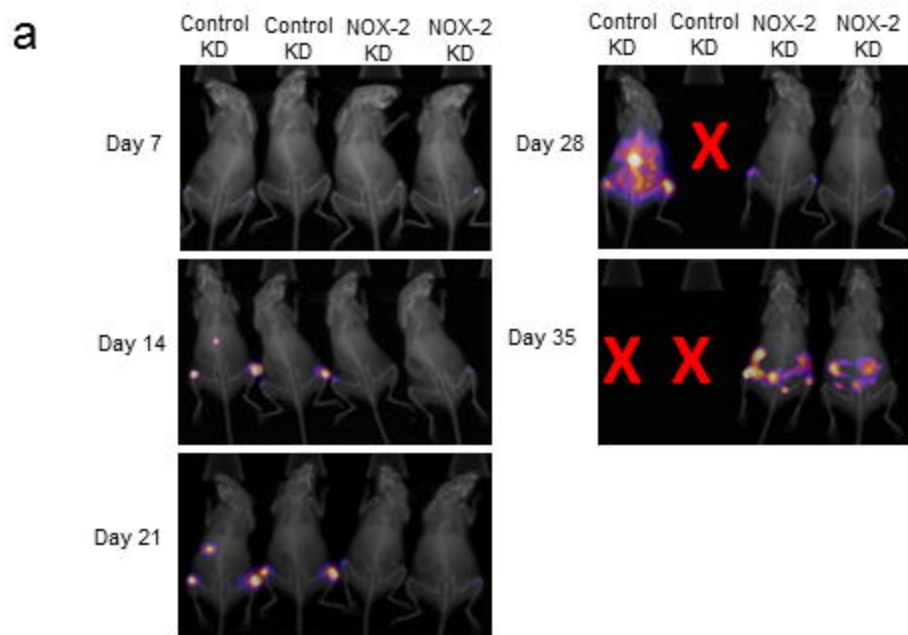 a
Control KD Control KD NOX-2 KD NOX-2 KD
Day 7
Day 14
Day 21
Control KD Control KD NOX-2 KD NOX-2 KD
Day 28
X
Day 35
X X